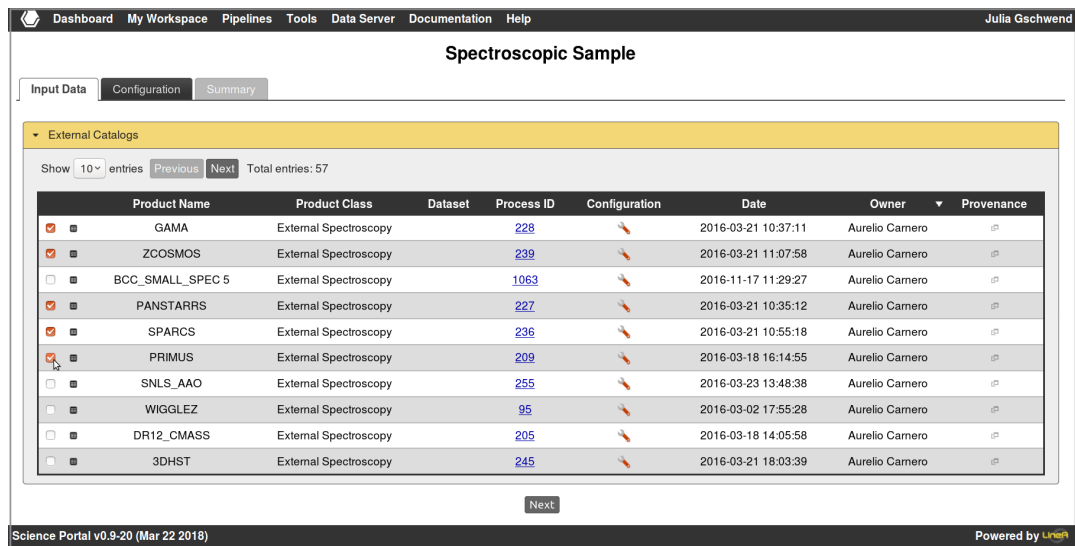 Dashboard My Workspace Pipelines Tools Data Server Documentation Help Julia Gschwend
Spectroscopic Sample
Input Data Configuration Summary
External Catalogs
Show 10 entries Previous Next Total entries: 57
Product Name Product Class Dataset Process ID Configuration Date Owner Provenance
GAMA External Spectroscopy 228 2016-03-21 10:37:11 Aurelio Carnero
ZCOSMOS External Spectroscopy 239 2016-03-21 11:07:58 Aurelio Carnero
BCC_SMALL_SPEC 5 External Spectroscopy 1063 2016-11-17 11:29:27 Aurelio Carnero
PANSTARRS External Spectroscopy 227 2016-03-21 10:35:12 Aurelio Carnero
SPARCS External Spectroscopy 236 2016-03-21 10:55:18 Aurelio Carnero
PRIMUS External Spectroscopy 209 2016-03-18 16:14:55 Aurelio Carnero
SNLS_AAO External Spectroscopy 255 2016-03-23 13:48:38 Aurelio Carnero
WIGGLEZ External Spectroscopy 95 2016-03-02 17:55:28 Aurelio Carnero
DR12_CMASS External Spectroscopy 205 2016-03-18 14:05:58 Aurelio Carnero
3DHST External Spectroscopy 245 2016-03-21 18:03:39 Aurelio Carnero
Next
Science Portal v0.9-20 (Mar 22 2018) Powered by LIneA